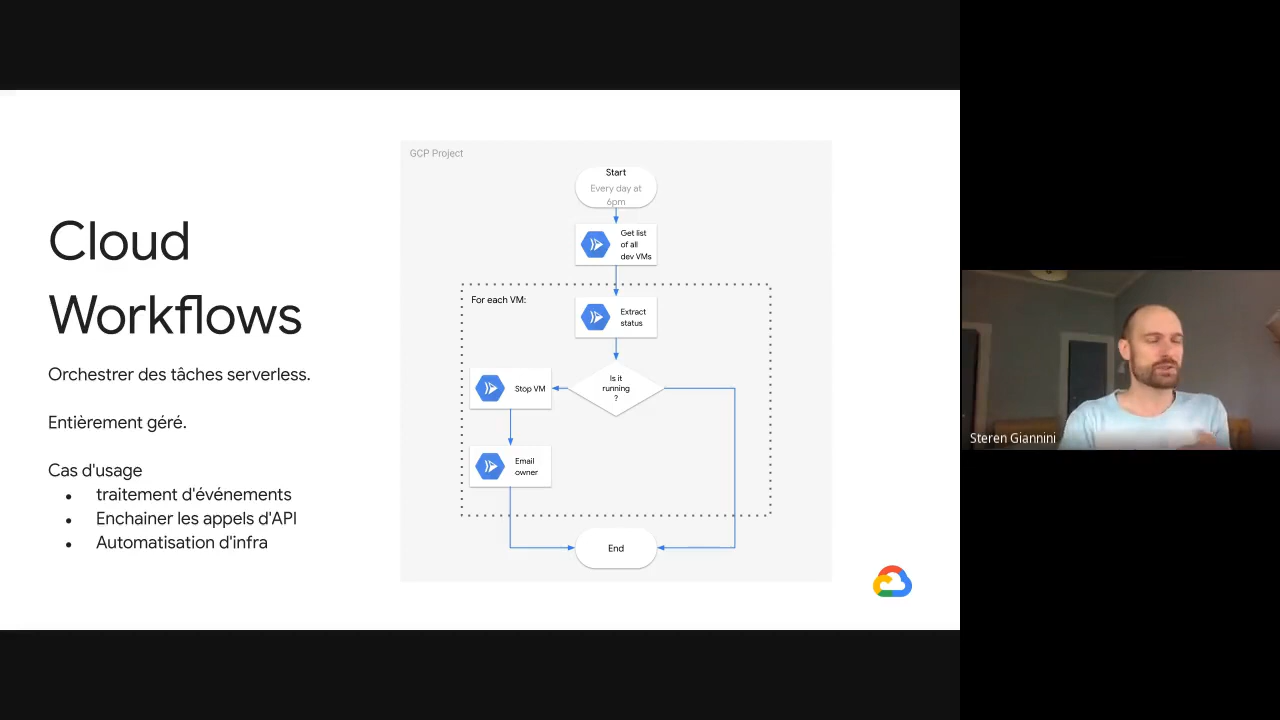 Cloud
Workflows
Orchestrer des tâches serverless.
Entièrement géré.
Cas d'usage
● traitement d'événements
● Enchainer les appels d'API
● Automatisation d'infra
GCP Project
Start
Every day at
6pm
Get list
of all
dev VMs
For each VM:
Extract
status
Is it
running
?
Stop VM
Email
owner
End
Steren Giannini